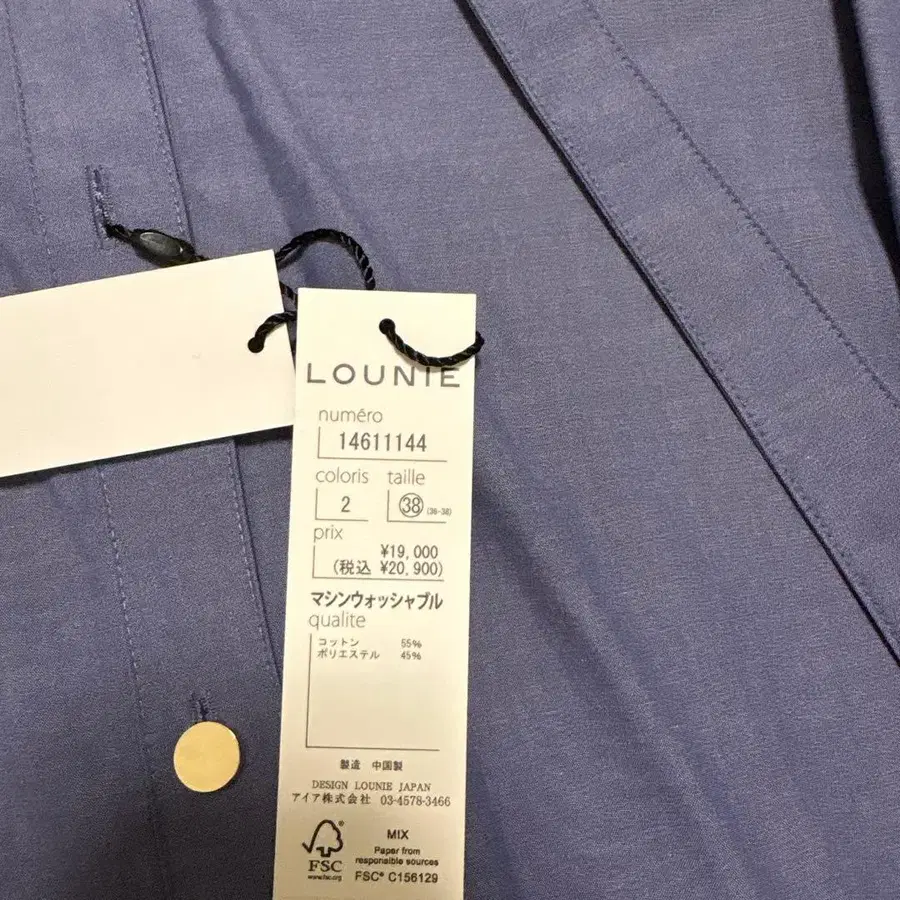 LOUNIE
numéro
14611144
coloris taille
2 38 (36-38)
prix
¥19,000
(税込 ¥20,900)
マシンウォッシャブル
qualite
コットン 55%
ポリエステル 45%
製造 中国製
DESIGN LOUNIE JAPAN
アイア株式会社 03-4578-3466
FSC
www.fsc.org
MIX
Paper from
responsible sources
FSC® C156129